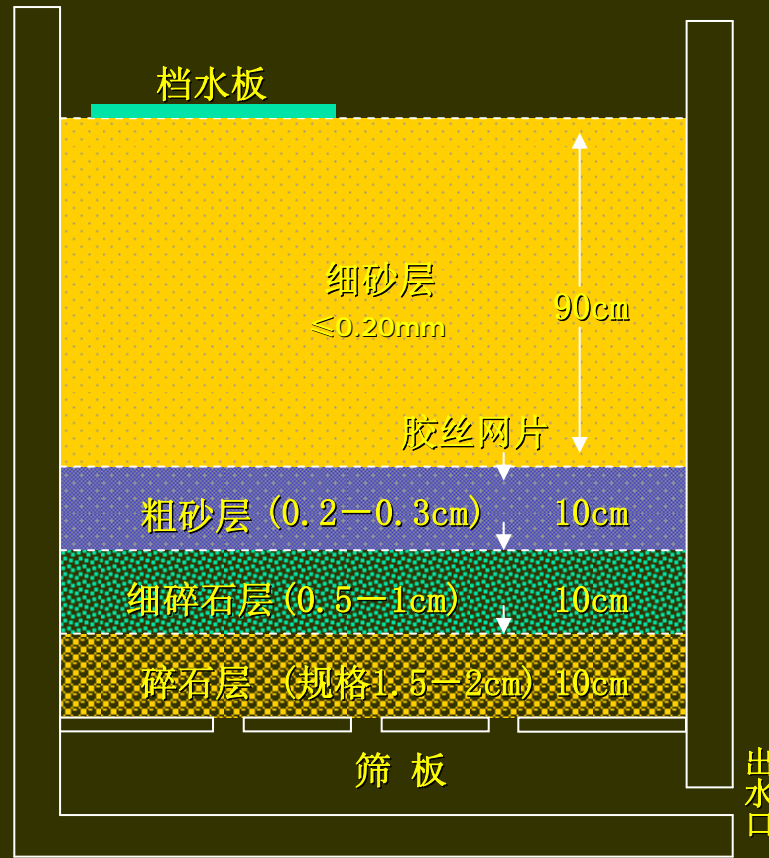 档水板
细砂层
≤0.20mm
90cm
胶丝网片
粗砂层(0.2－0.3cm) 10cm
细碎石层(0.5－1cm) 10cm
碎石层 (规格1.5－2cm) 10cm
筛 板
出水口